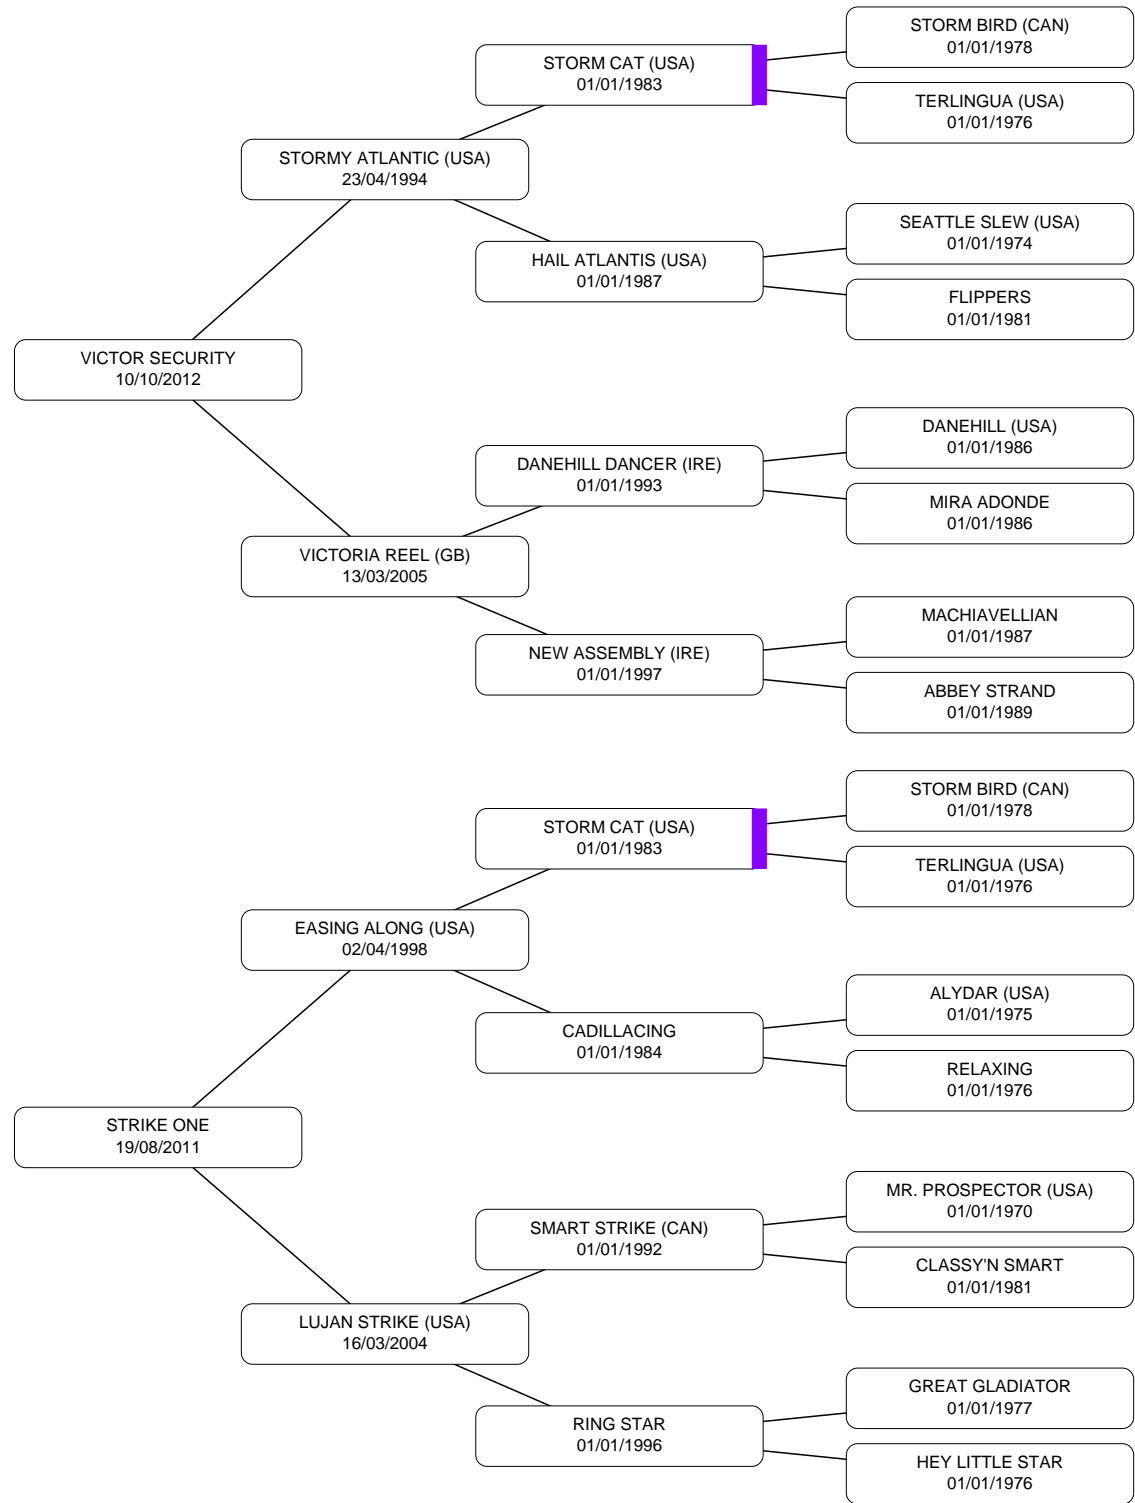 STORM BIRD (CAN)
01/01/1978
STORM CAT (USA)
01/01/1983
TERLINGUA (USA)
01/01/1976
STORMY ATLANTIC (USA)
23/04/1994
SEATTLE SLEW (USA)
01/01/1974
HAIL ATLANTIS (USA)
01/01/1987
FLIPPERS
01/01/1981
VICTOR SECURITY
10/10/2012
DANEHILL (USA)
01/01/1986
DANEHILL DANCER (IRE)
01/01/1993
MIRA ADONDE
01/01/1986
VICTORIA REEL (GB)
13/03/2005
MACHIAVELLIAN
01/01/1987
NEW ASSEMBLY (IRE)
01/01/1997
ABBEY STRAND
01/01/1989
STORM BIRD (CAN)
01/01/1978
STORM CAT (USA)
01/01/1983
TERLINGUA (USA)
01/01/1976
EASING ALONG (USA)
02/04/1998
ALYDAR (USA)
01/01/1975
CADILLACING
01/01/1984
RELAXING
01/01/1976
STRIKE ONE
19/08/2011
MR. PROSPECTOR (USA)
01/01/1970
SMART STRIKE (CAN)
01/01/1992
CLASSY'N SMART
01/01/1981
LUJAN STRIKE (USA)
16/03/2004
GREAT GLADIATOR
01/01/1977
RING STAR
01/01/1996
HEY LITTLE STAR
01/01/1976